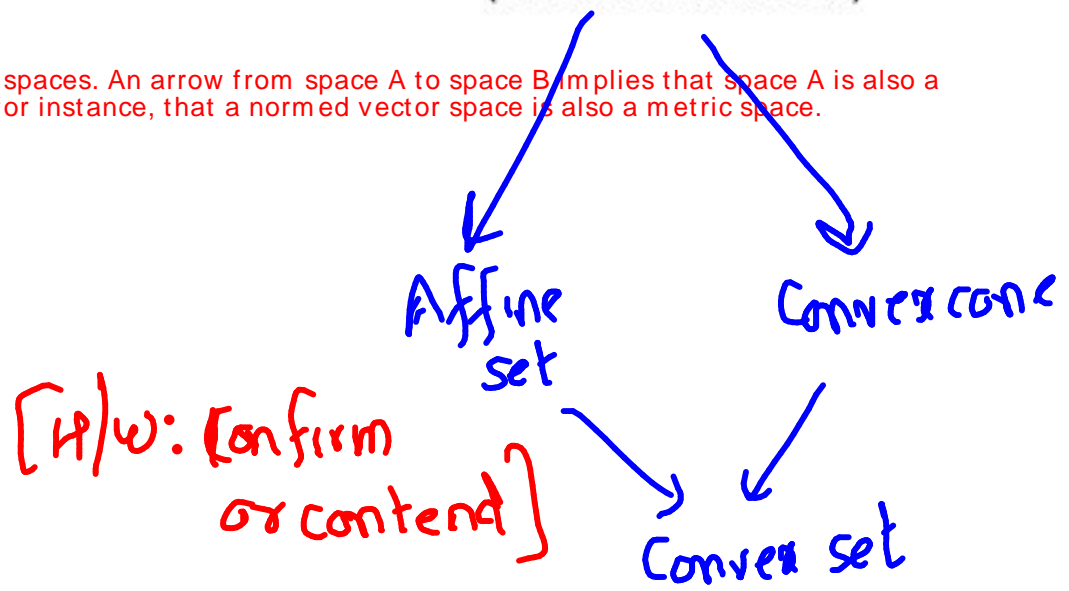 spaces. An arrow from space A to space B implies that space A is also a
or instance, that a normed vector space is also a metric space.
Affine
set
Convex cone
[H/W: Confirm
or contend]
Convex set